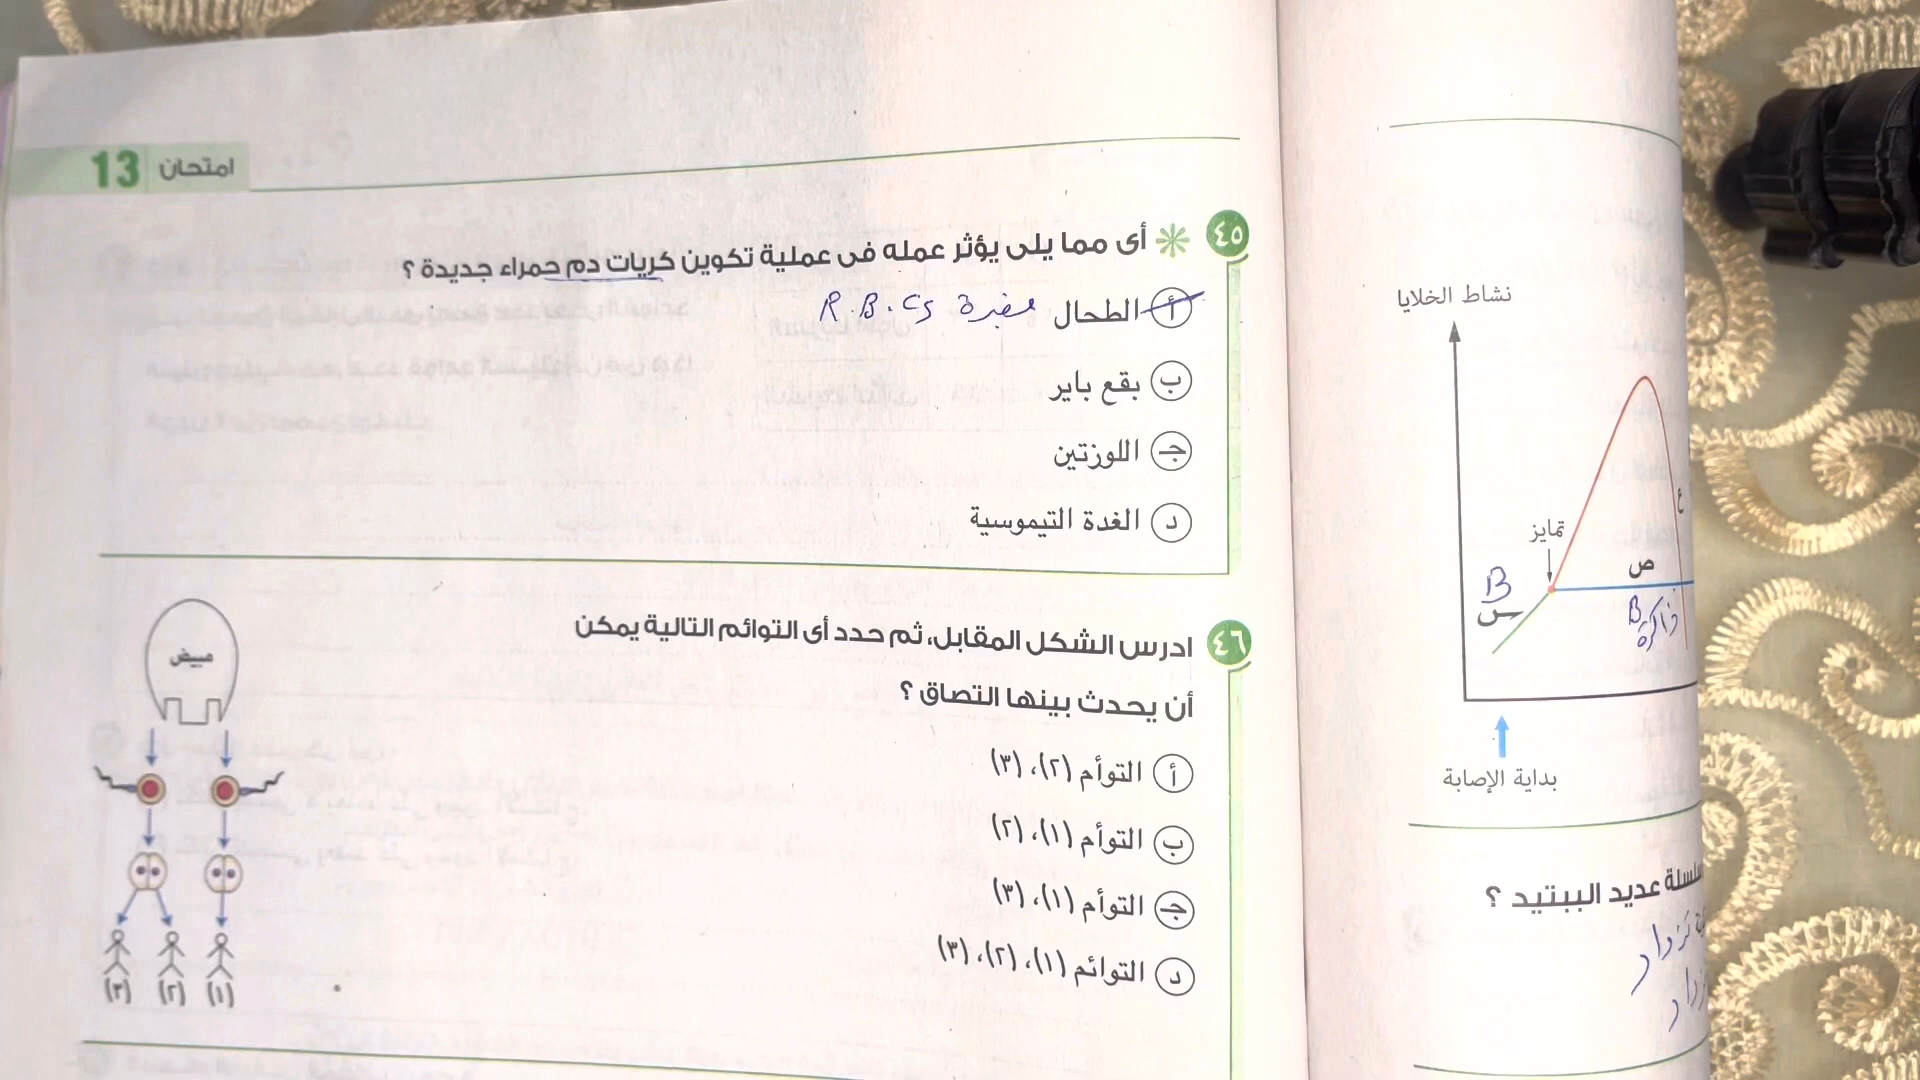 امتحان 13
٤٥ أى مما يلى يؤثر عمله فى عملية تكوين كريات دم حمراء جديدة ؟
أ الطحال مقبرة R.B.Cs
ب بقع باير
جـ اللوزتين
د الغدة التيموسية
٤٦ ادرس الشكل المقابل، ثم حدد أى التوائم التالية يمكن
أن يحدث بينها التصاق ؟
أ التوأم (٢)، (٣)
ب التوأم (١)، (٢)
جـ التوأم (١)، (٣)
د التوائم (١)، (٢)، (٣)
مبيض
(١) (٢) (٣)
نشاط الخلايا
تمايز
ع
ص
B
س
B ذاكرة
بداية الإصابة
سلسلة عديد الببتيد ؟
تزداد